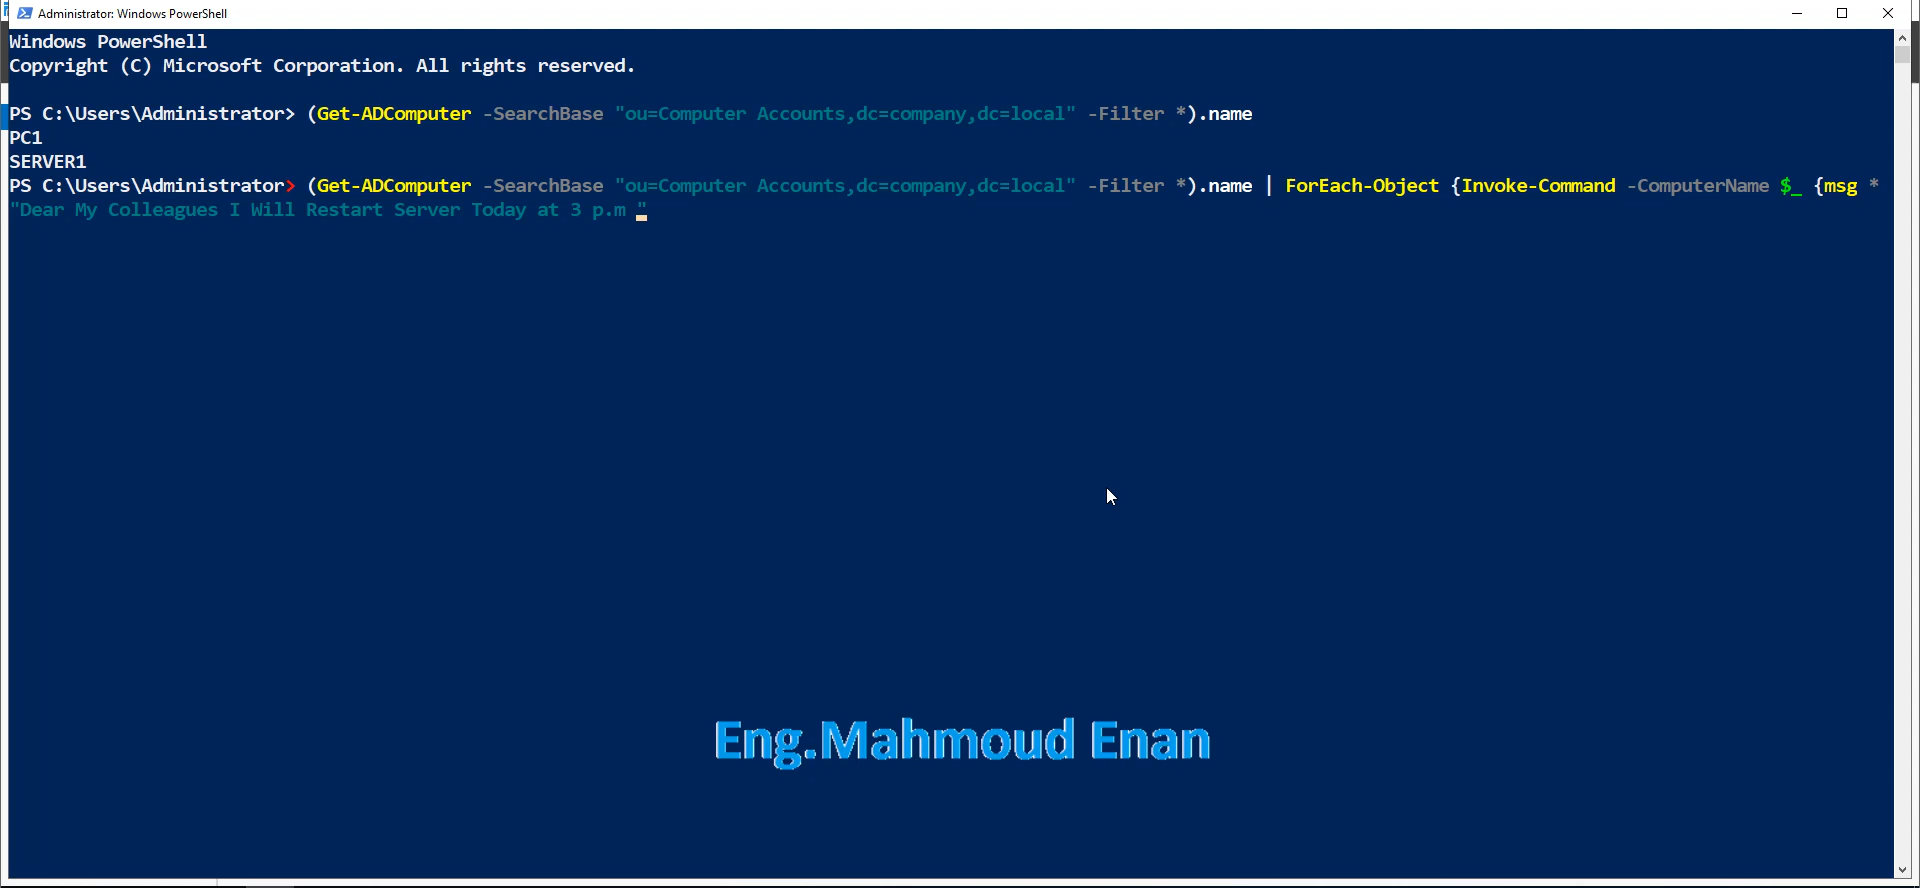 Administrator: Windows PowerShell
Windows PowerShell
Copyright (C) Microsoft Corporation. All rights reserved.
PS C:\Users\Administrator> (Get-ADComputer -SearchBase "ou=Computer Accounts,dc=company,dc=local" -Filter *).name
PC1
SERVER1
PS C:\Users\Administrator> (Get-ADComputer -SearchBase "ou=Computer Accounts,dc=company,dc=local" -Filter *).name | ForEach-Object {Invoke-Command -ComputerName $_ {msg *
"Dear My Colleagues I Will Restart Server Today at 3 p.m "
Eng.Mahmoud Enan